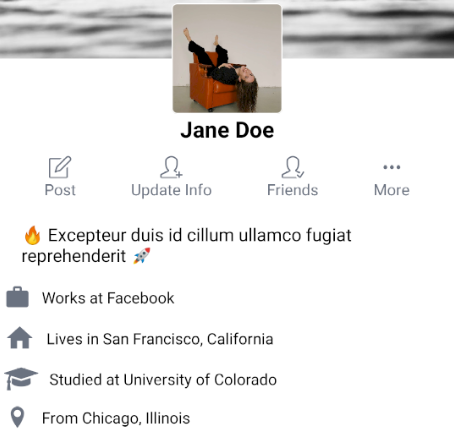 Jane Doe
Post Update Info Friends More
🔥 Excepteur duis id cillum ullamco fugiat
reprehenderit 🚀
Works at Facebook
Lives in San Francisco, California
Studied at University of Colorado
From Chicago, Illinois